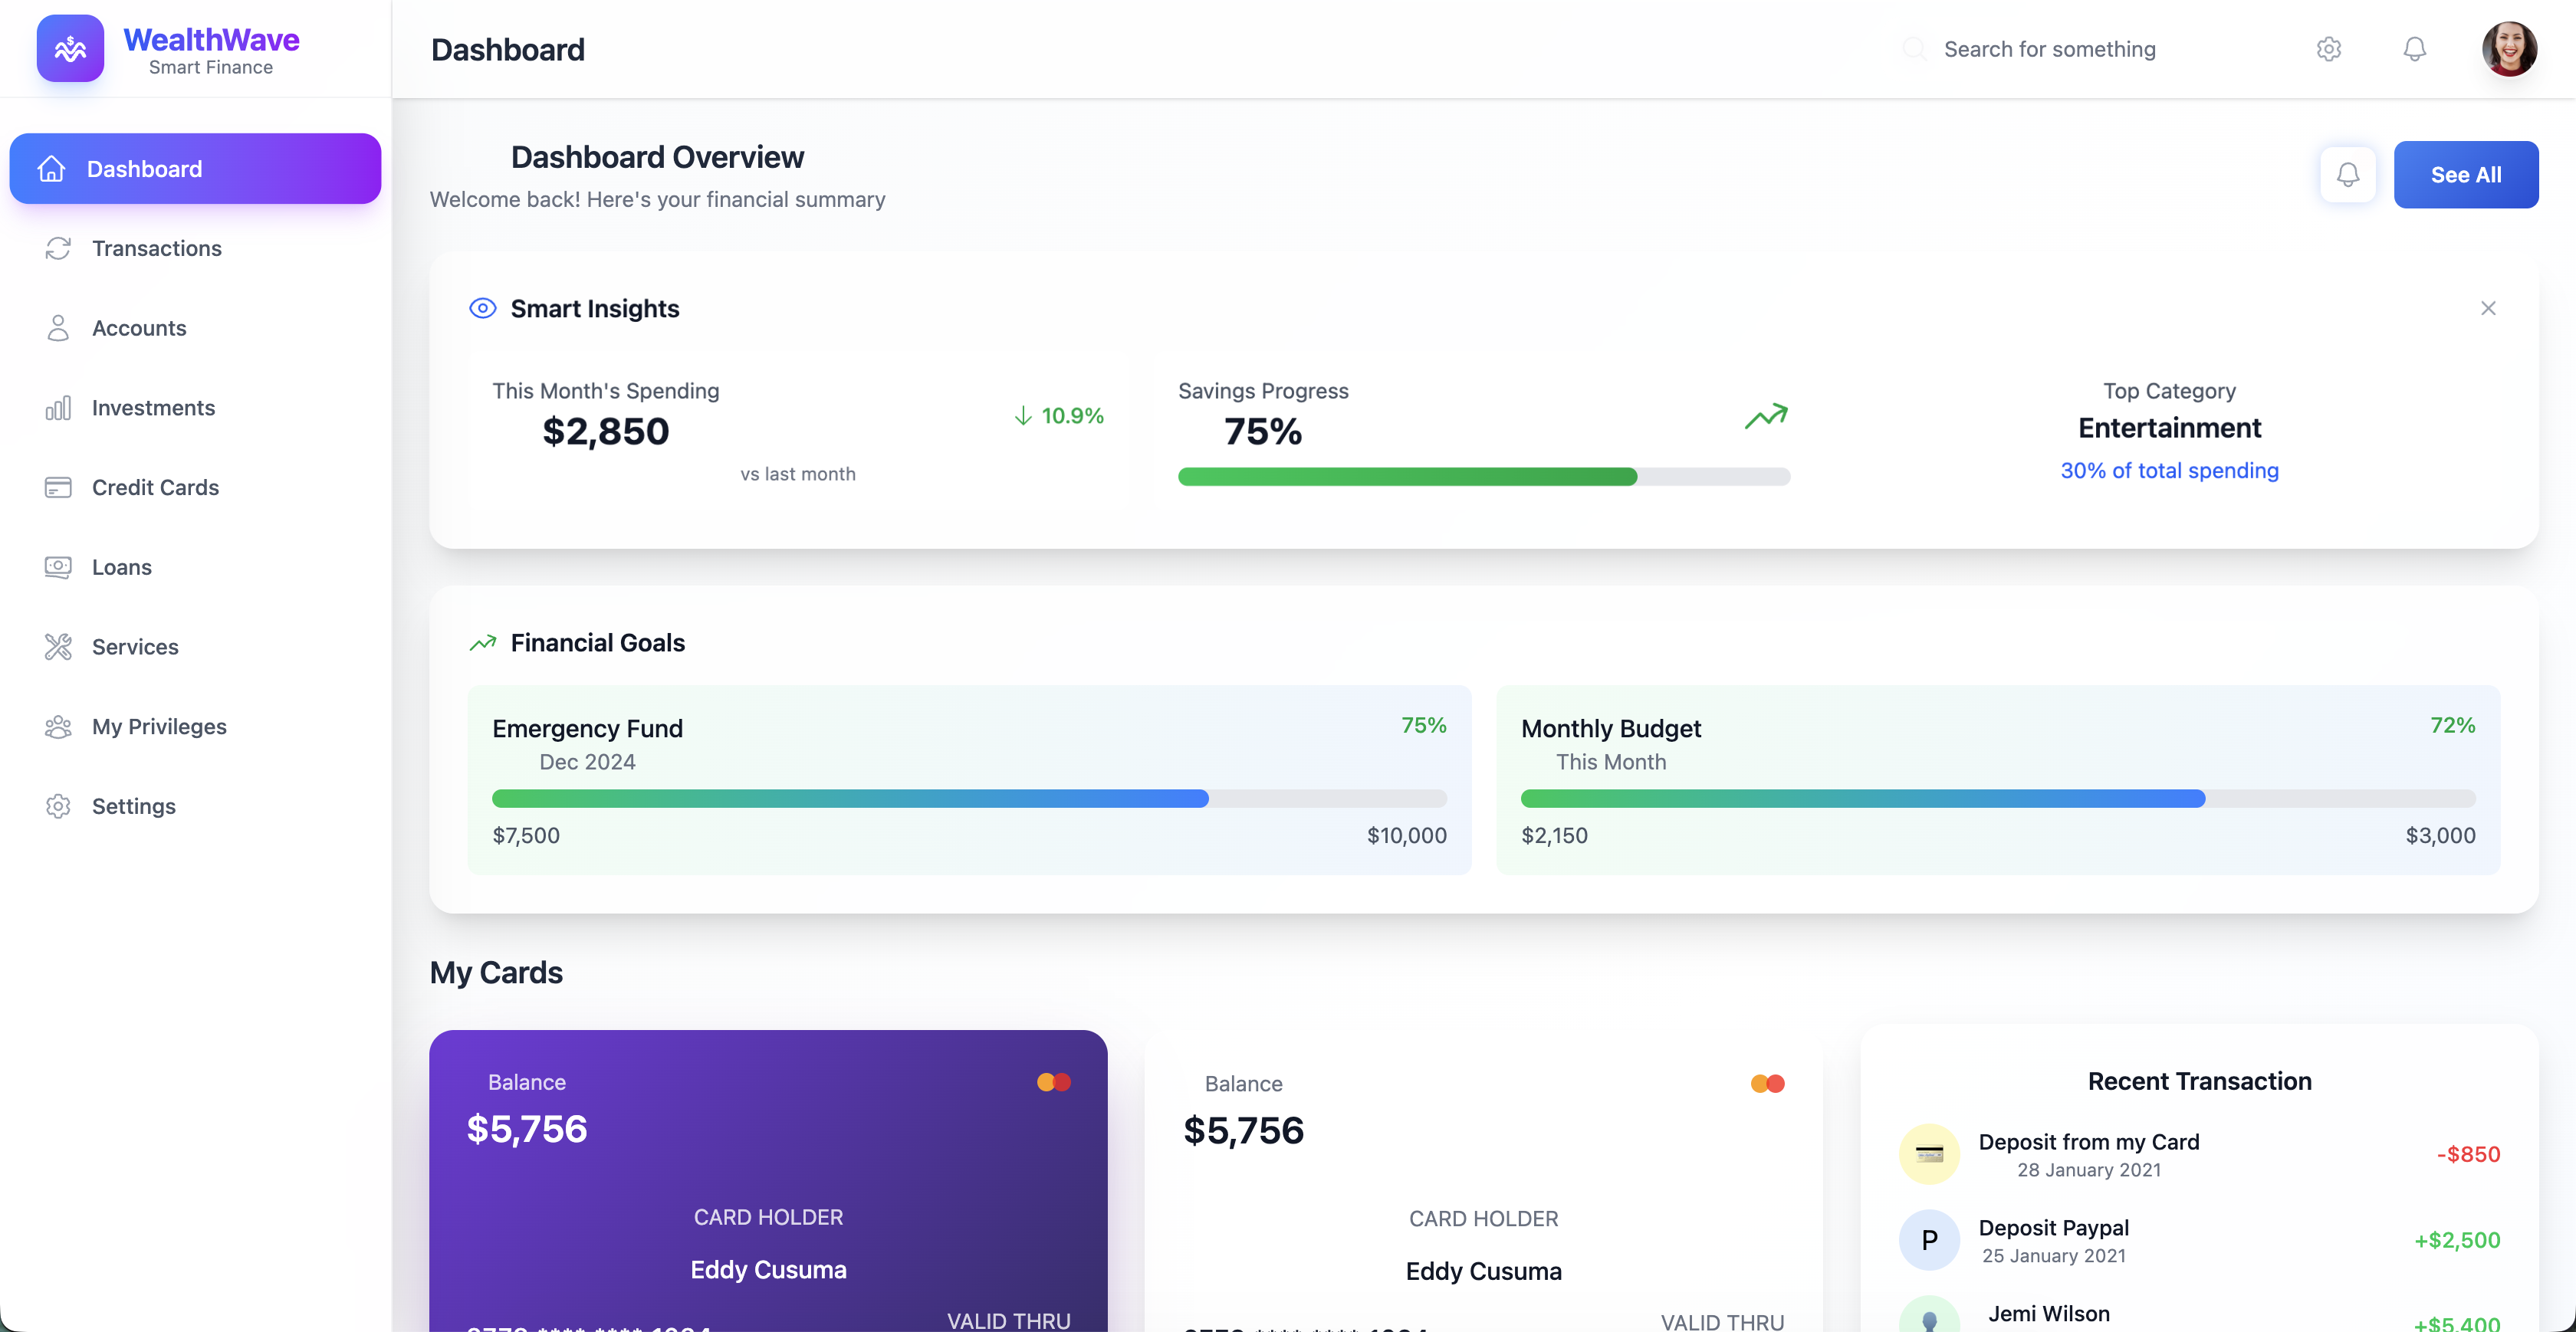 WealthWave
Smart Finance
Dashboard
Search for something
Dashboard
Transactions
Accounts
Investments
Credit Cards
Loans
Services
My Privileges
Settings
Dashboard Overview
Welcome back! Here's your financial summary
See All
Smart Insights
This Month's Spending
$2,850
10.9%
vs last month
Savings Progress
75%
Top Category
Entertainment
30% of total spending
Financial Goals
Emergency Fund
75%
Dec 2024
$7,500
$10,000
Monthly Budget
72%
This Month
$2,150
$3,000
My Cards
Balance
$5,756
CARD HOLDER
Eddy Cusuma
VALID THRU
Balance
$5,756
CARD HOLDER
Eddy Cusuma
VALID THRU
Recent Transaction
Deposit from my Card
28 January 2021
-$850
P
Deposit Paypal
25 January 2021
+$2,500
Jemi Wilson
+$5,400